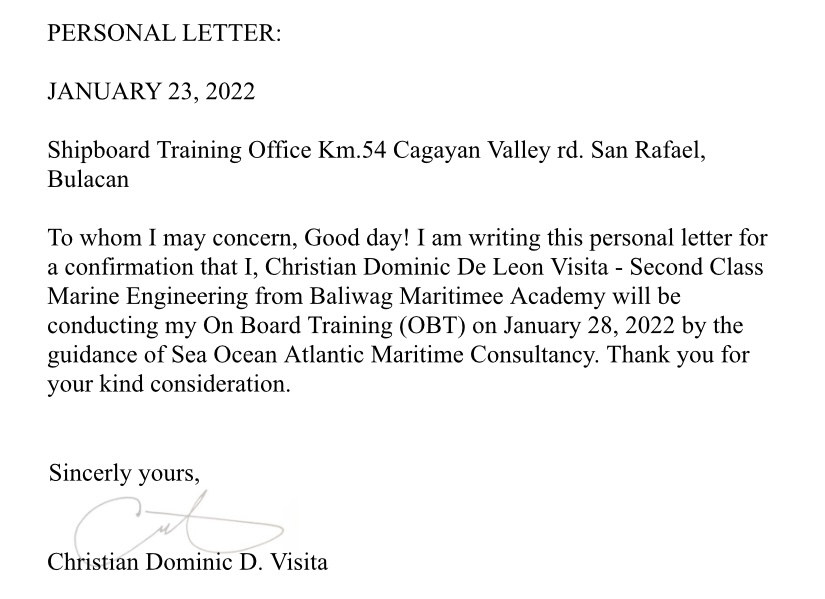 PERSONAL LETTER:
JANUARY 23, 2022
Shipboard Training Office Km.54 Cagayan Valley rd. San Rafael,
Bulacan
To whom I may concern, Good day! I am writing this personal letter for
a confirmation that I, Christian Dominic De Leon Visita - Second Class
Marine Engineering from Baliwag Maritimee Academy will be
conducting my On Board Training (OBT) on January 28, 2022 by the
guidance of Sea Ocean Atlantic Maritime Consultancy. Thank you for
your kind consideration.
Sincerly yours,
Christian Dominic D. Visita